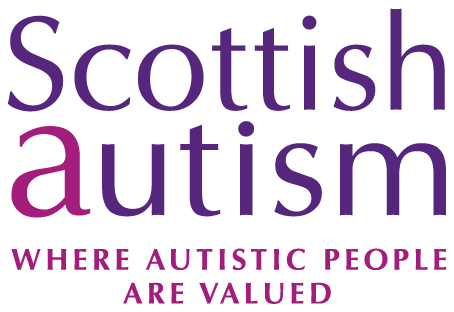 Scottish
autism
WHERE AUTISTIC PEOPLE
ARE VALUED